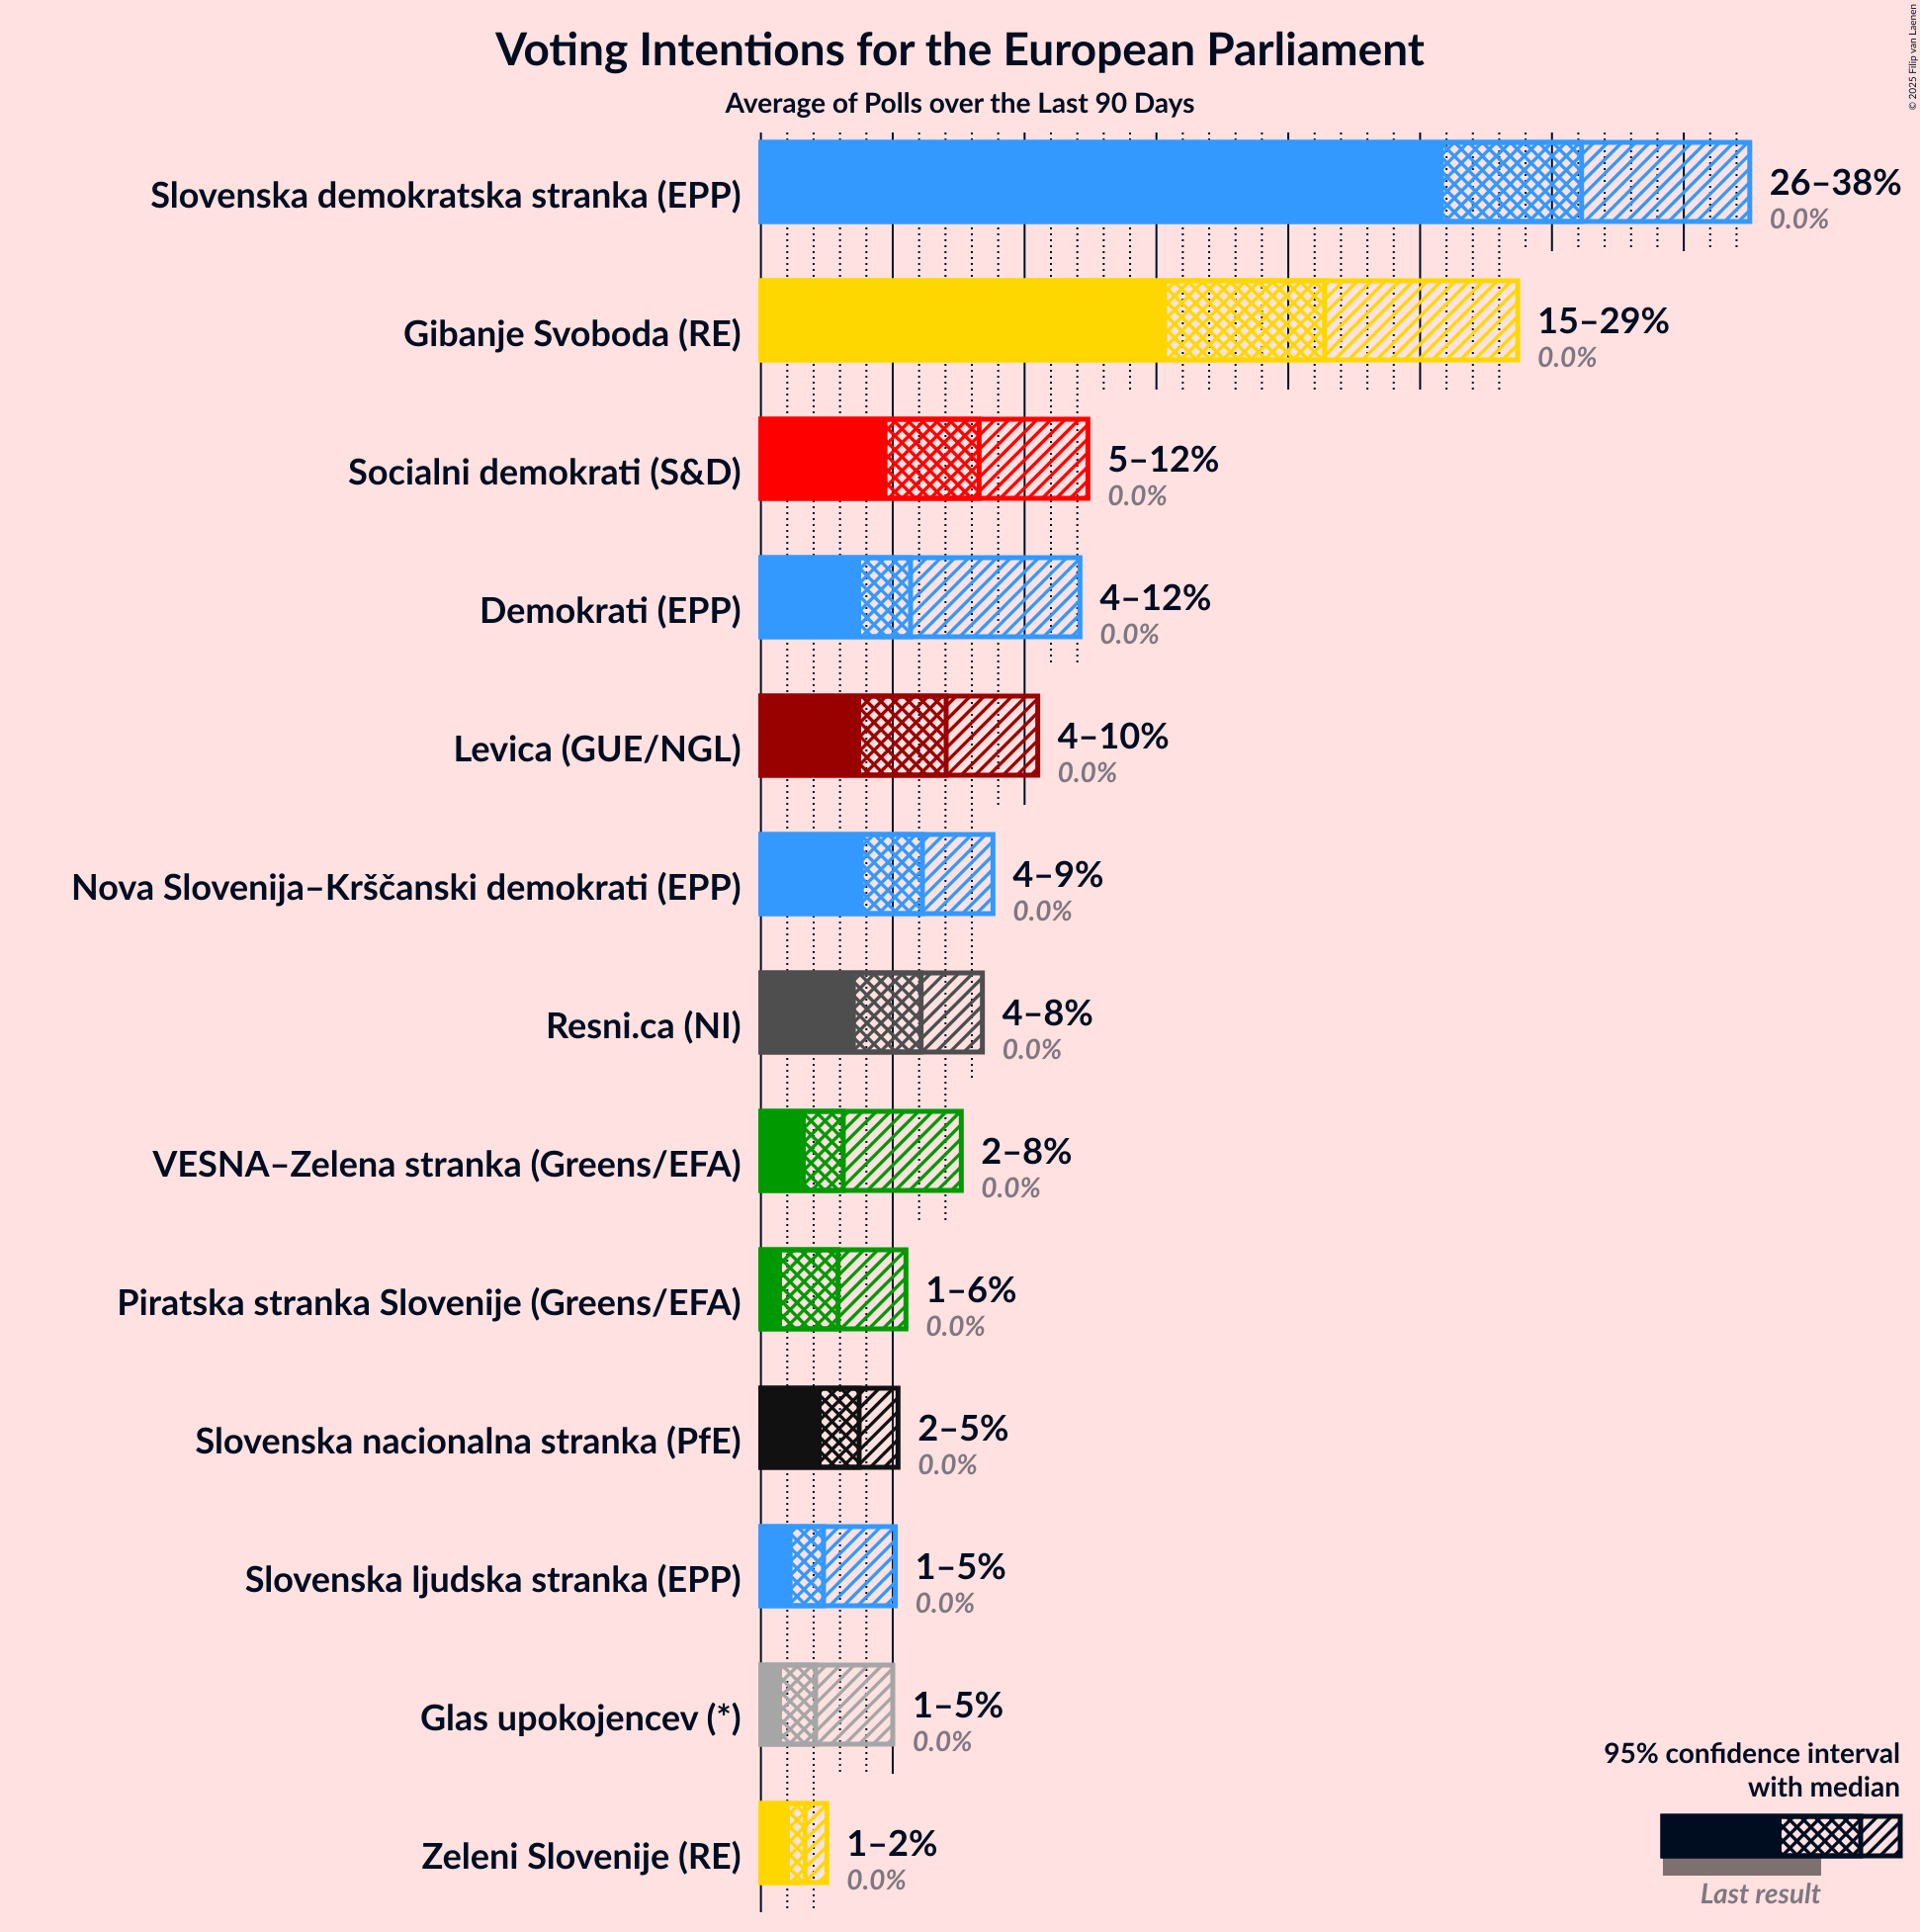 Voting Intentions for the European Parliament
Average of Polls over the Last 90 Days
© 2025 Filip van Laenen
Slovenska demokratska stranka (EPP)
26–38%
0.0%
Gibanje Svoboda (RE)
15–29%
0.0%
Socialni demokrati (S&D)
5–12%
0.0%
Demokrati (EPP)
4–12%
0.0%
Levica (GUE/NGL)
4–10%
0.0%
Nova Slovenija–Krščanski demokrati (EPP)
4–9%
0.0%
Resni.ca (NI)
4–8%
0.0%
VESNA–Zelena stranka (Greens/EFA)
2–8%
0.0%
Piratska stranka Slovenije (Greens/EFA)
1–6%
0.0%
Slovenska nacionalna stranka (PfE)
2–5%
0.0%
Slovenska ljudska stranka (EPP)
1–5%
0.0%
Glas upokojencev (*)
1–5%
0.0%
Zeleni Slovenije (RE)
1–2%
0.0%
95% confidence interval
with median
Last result